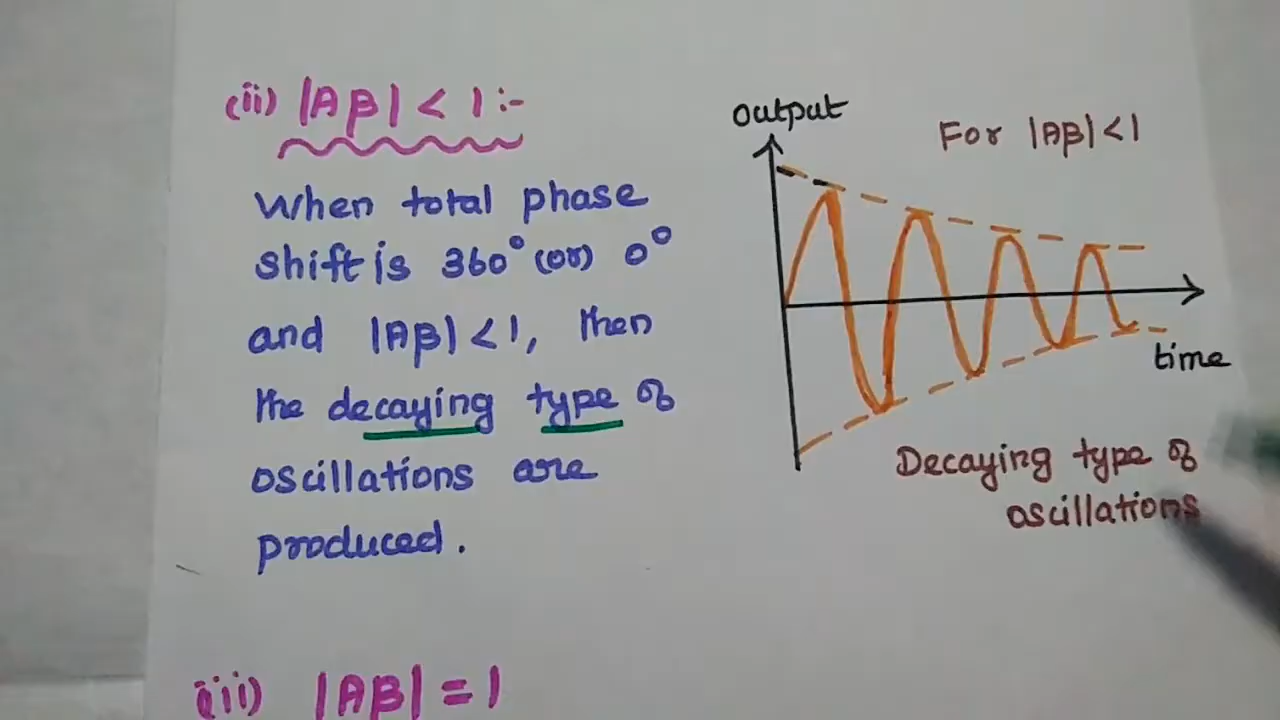 (ii) |Aβ| < 1 :-
When total phase
shift is 360° (or) 0°
and |Aβ| < 1, then
the decaying type of
oscillations are
produced.
output
For |Aβ| < 1
time
Decaying type of
oscillations
(iii) |Aβ| = 1